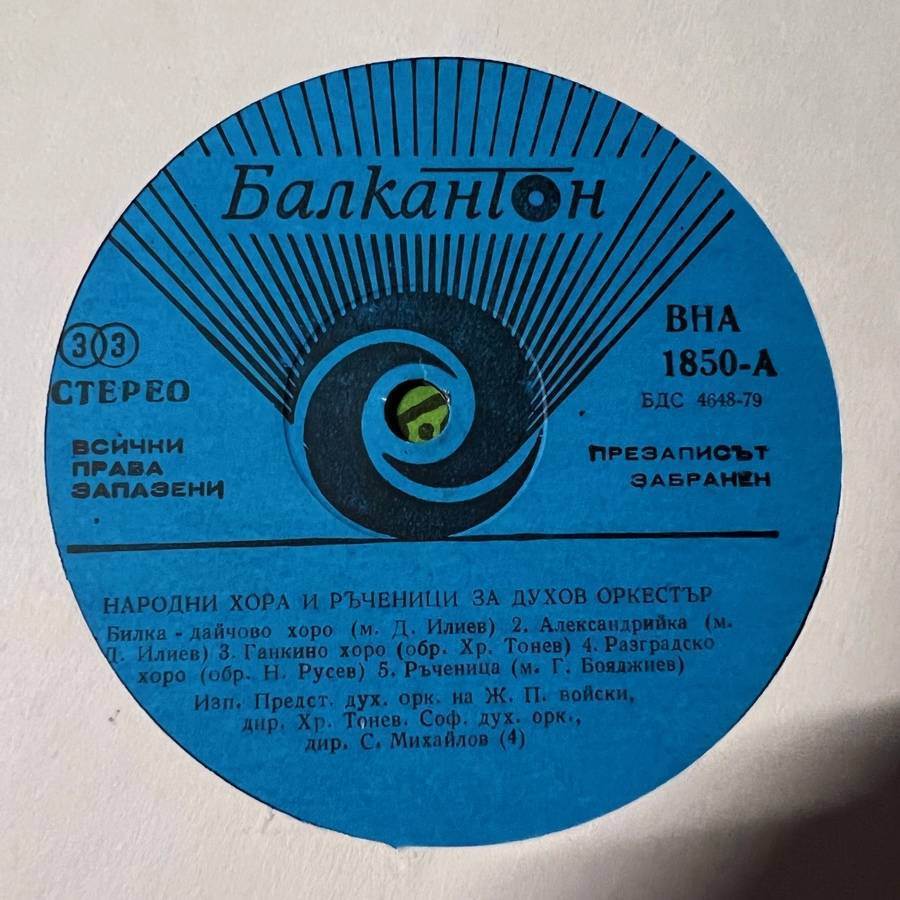 Балкантон
33
СТЕРЕО
ВНА
1850-А
БДС 4648-79
ВСИЧКИ
ПРАВА
ЗАПАЗЕНИ
ПРЕЗАПИСЪТ
ЗАБРАНЕН
НАРОДНИ ХОРА И РЪЧЕНИЦИ ЗА ДУХОВ ОРКЕСТЪР
Билка - дайчово хоро (м. Д. Илиев) 2. Александрийка (м.
Д. Илиев) 3. Ганкино хоро (обр. Хр. Тонев) 4. Разградско
хоро (обр. Н. Русев) 5. Ръченица (м. Г. Бояджиев)
Изп. Предст. дух. орк. на Ж. П. войски,
дир. Хр. Тонев. Соф. дух. орк.,
дир. С. Михайлов (4)